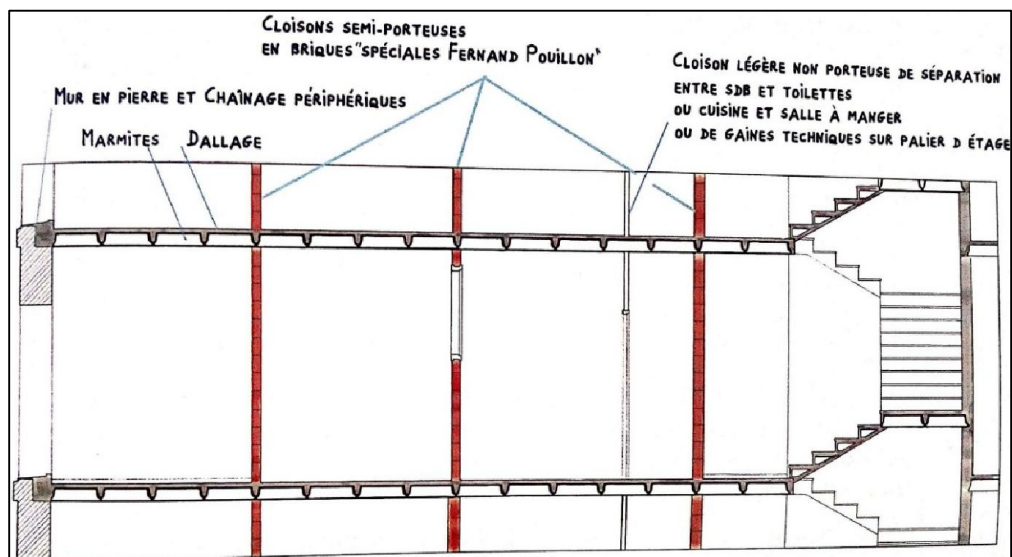 CLOISONS SEMI-PORTEUSES
EN BRIQUES "SPÉCIALES FERNAND POUILLON"
CLOISON LÉGÈRE NON PORTEUSE DE SÉPARATION
ENTRE SDB ET TOILETTES
OU CUISINE ET SALLE À MANGER
OU DE GAINES TECHNIQUES SUR PALIER D ÉTAGE
MUR EN PIERRE ET CHAÎNAGE PÉRIPHÉRIQUES
MARMITES DALLAGE